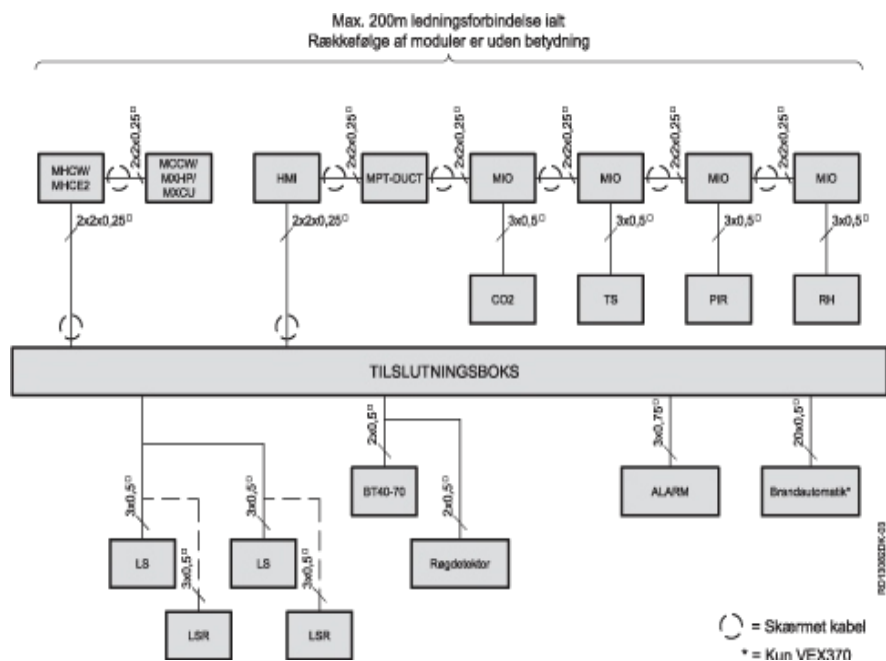 Max. 200m ledningsforbindelse ialt
Rækkefølge af moduler er uden betydning
2x2x0,25□
2x2x0,25□
2x2x0,25□
2x2x0,25□
2x2x0,25□
2x2x0,25□
MHCW/
MHCE2
MCCW/
MXHP/
MXCU
HMI
MPT-DUCT
MIO
MIO
MIO
MIO
2x2x0,25□
2x2x0,25□
3x0,5□
3x0,5□
3x0,5□
3x0,5□
CO2
TS
PIR
RH
TILSLUTNINGSBOKS
2x0,5□
3x0,75□
20x0,5□
BT40-70
ALARM
Brandautomatik*
3x0,5□
3x0,5□
2x0,5□
LS
LS
Røgdetektor
3x0,5□
3x0,5□
LSR
LSR
RD13082DK-03
= Skærmet kabel
* = Kun VEX370